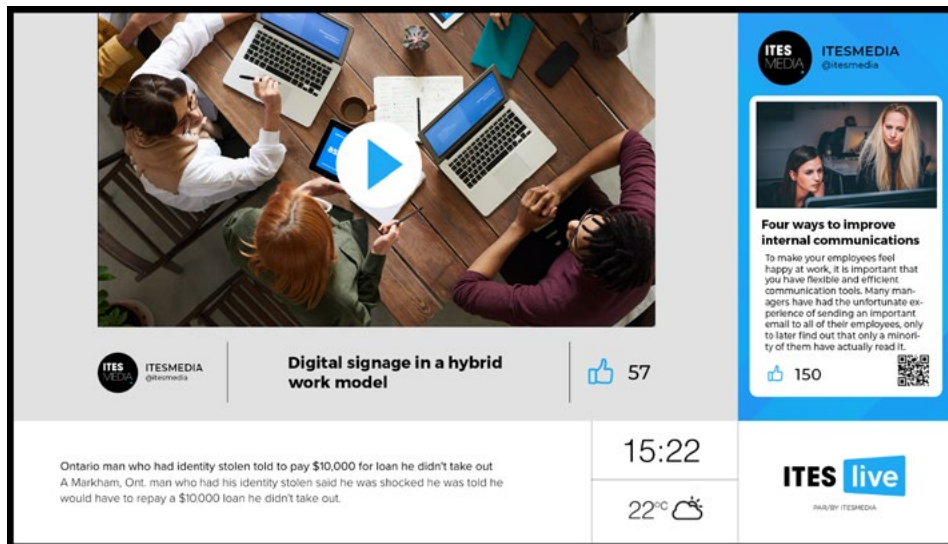 ITES
MEDIA
ITESMEDIA
@itesmedia
Four ways to improve
internal communications
To make your employees feel
happy at work, it is important that
you have flexible and efficient
communication tools. Many man-
agers have had the unfortunate ex-
perience of sending an important
email to all of their employees, only
to later find out that only a minori-
ty of them have actually read it.
150
ITES
MEDIA
ITESMEDIA
@itesmedia
Digital signage in a hybrid
work model
57
Ontario man who had identity stolen told to pay $10,000 for loan he didn't take out
A Markham, Ont. man who had his identity stolen said he was shocked he was told he
would have to repay a $10000 loan he didn't take out.
15:22
22°C
ITES live
PAR/BY ITESMEDIA